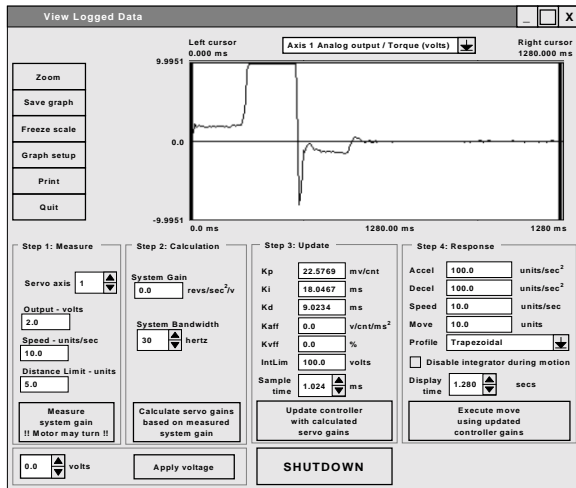 View Logged Data
_ X
Left cursor
0.000 ms
Axis 1 Analog output / Torque (volts)
Right cursor
1280.000 ms
9.9951
0.0
-9.9951
0.0 ms
1280.00 ms
1280 ms
Zoom
Save graph
Freeze scale
Graph setup
Print
Quit
Step 1: Measure
Servo axis 1
Output - volts
2.0
Speed - units/sec
10.0
Distance Limit - units
5.0
Measure
system gain
!! Motor may turn !!
Step 2: Calculation
System Gain
0.0 revs/sec²/v
System Bandwidth
30 hertz
Calculate servo gains
based on measured
system gain
Step 3: Update
Kp 22.5769 mv/cnt
Ki 18.0467 ms
Kd 9.0234 ms
Kaff 0.0 v/cnt/ms²
Kvff 0.0 %
IntLim 100.0 volts
Sample
time 1.024 ms
Update controller
with calculated
servo gains
Step 4: Response
Accel 100.0 units/sec²
Decel 100.0 units/sec²
Speed 10.0 units/sec
Move 10.0 units
Profile Trapezoidal
Disable integrator during motion
Display
time 1.280 secs
Execute move
using updated
controller gains
0.0 volts
Apply voltage
SHUTDOWN